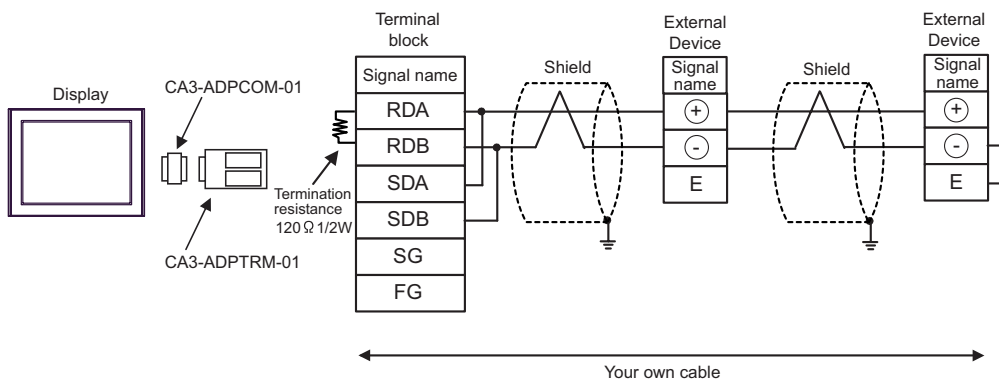 Display
CA3-ADPCOM-01
CA3-ADPTRM-01
Termination
resistance
120Ω 1/2W
Terminal
block
Signal name
RDA
RDB
SDA
SDB
SG
FG
Shield
External
Device
Signal
name
+
-
E
Shield
External
Device
Signal
name
+
-
E
Your own cable